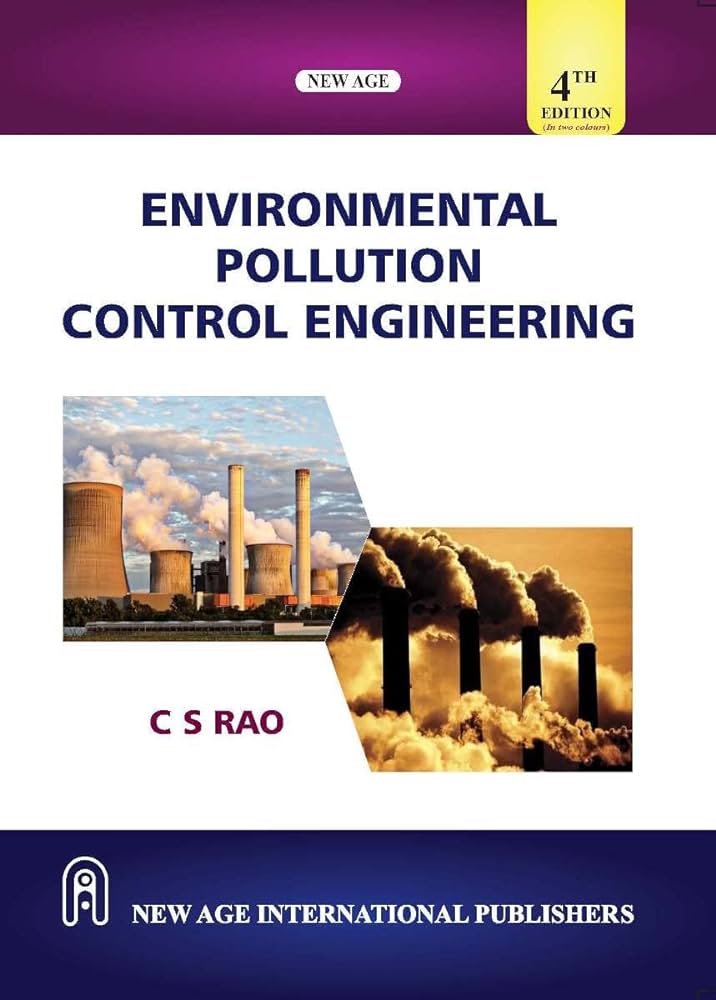 NEW AGE
4TH
EDITION
(In two colours)
ENVIRONMENTAL
POLLUTION
CONTROL ENGINEERING
C S RAO
NEW AGE INTERNATIONAL PUBLISHERS